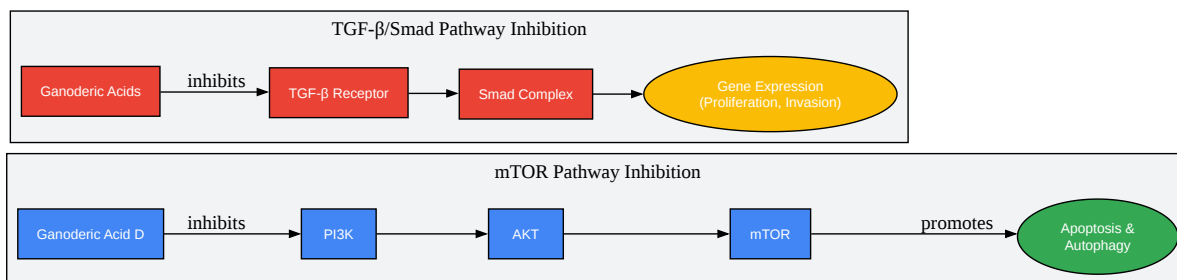 TGF-β/Smad Pathway Inhibition
Ganoderic Acids
inhibits
TGF-β Receptor
Smad Complex
Gene Expression
(Proliferation, Invasion)
mTOR Pathway Inhibition
Ganoderic Acid D
inhibits
PI3K
AKT
mTOR
promotes
Apoptosis &
Autophagy